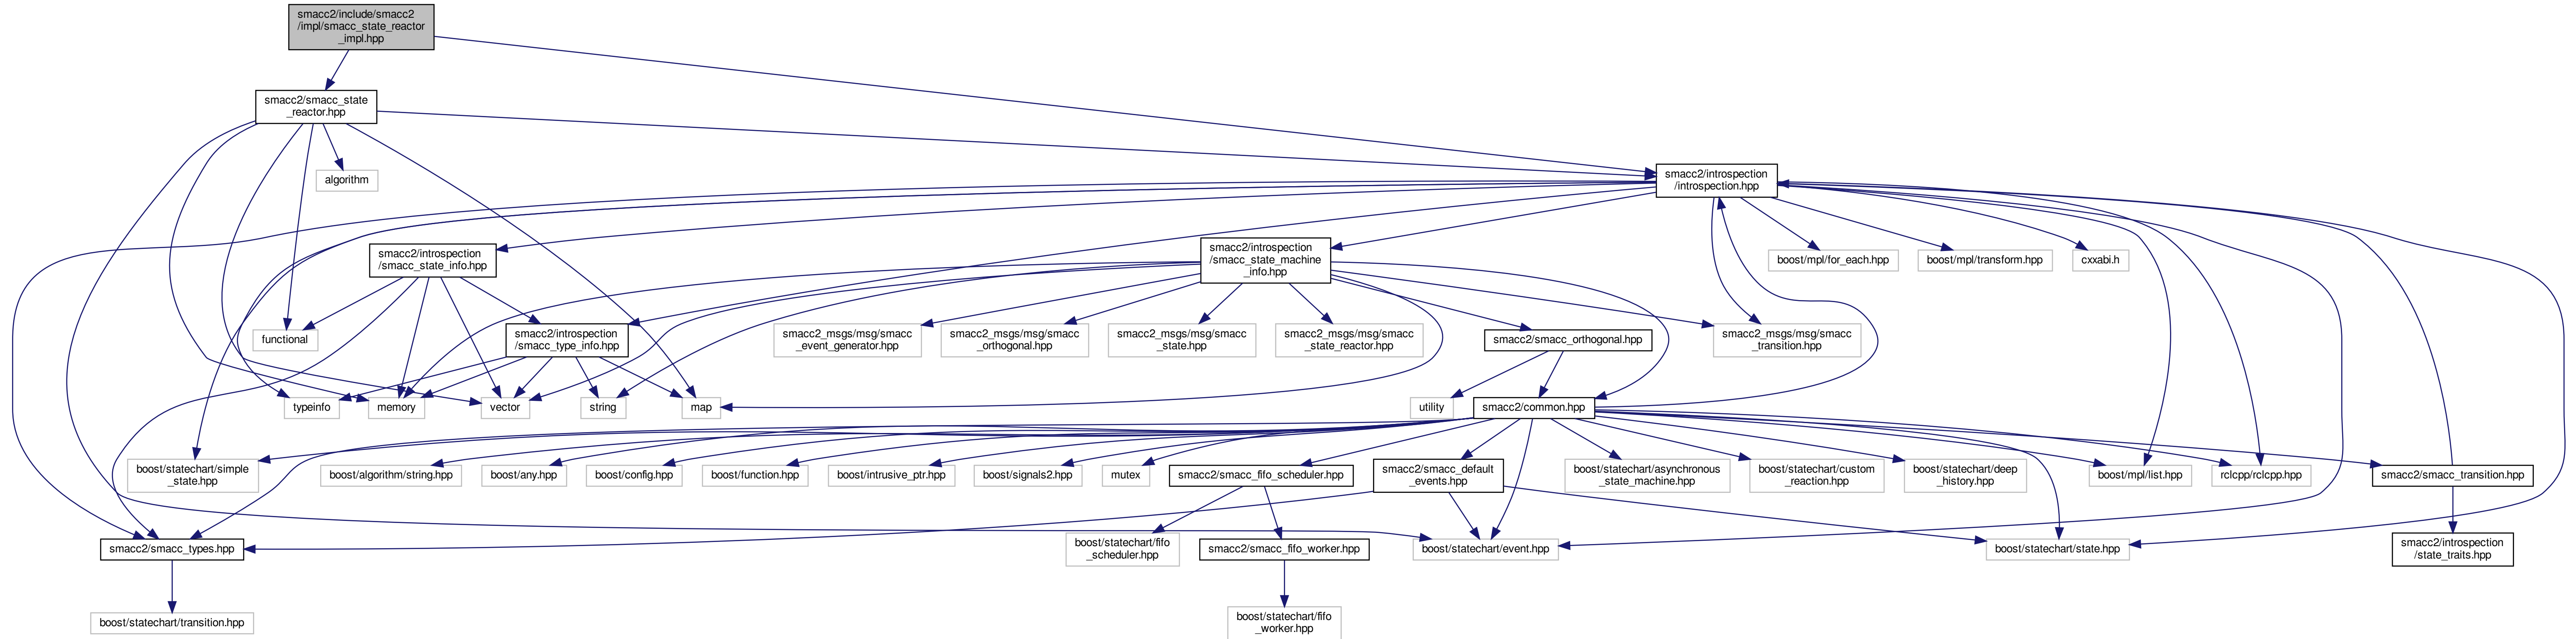 smacc2/include/smacc2
/impl/smacc_state_reactor
_impl.hpp
smacc2/smacc_state
_reactor.hpp
algorithm
smacc2/introspection
/introspection.hpp
smacc2/introspection
/smacc_state_info.hpp
smacc2/introspection
/smacc_state_machine
_info.hpp
boost/mpl/for_each.hpp
boost/mpl/transform.hpp
cxxabi.h
functional
smacc2/introspection
/smacc_type_info.hpp
smacc2_msgs/msg/smacc
_event_generator.hpp
smacc2_msgs/msg/smacc
_orthogonal.hpp
smacc2_msgs/msg/smacc
_state.hpp
smacc2_msgs/msg/smacc
_state_reactor.hpp
smacc2/smacc_orthogonal.hpp
smacc2_msgs/msg/smacc
_transition.hpp
typeinfo
memory
vector
string
map
utility
smacc2/common.hpp
boost/statechart/simple
_state.hpp
boost/algorithm/string.hpp
boost/any.hpp
boost/config.hpp
boost/function.hpp
boost/intrusive_ptr.hpp
boost/signals2.hpp
mutex
smacc2/smacc_fifo_scheduler.hpp
smacc2/smacc_default
_events.hpp
boost/statechart/asynchronous
_state_machine.hpp
boost/statechart/custom
_reaction.hpp
boost/statechart/deep
_history.hpp
boost/mpl/list.hpp
rclcpp/rclcpp.hpp
smacc2/smacc_transition.hpp
smacc2/smacc_types.hpp
boost/statechart/fifo
_scheduler.hpp
smacc2/smacc_fifo_worker.hpp
boost/statechart/event.hpp
boost/statechart/state.hpp
smacc2/introspection
/state_traits.hpp
boost/statechart/transition.hpp
boost/statechart/fifo
_worker.hpp